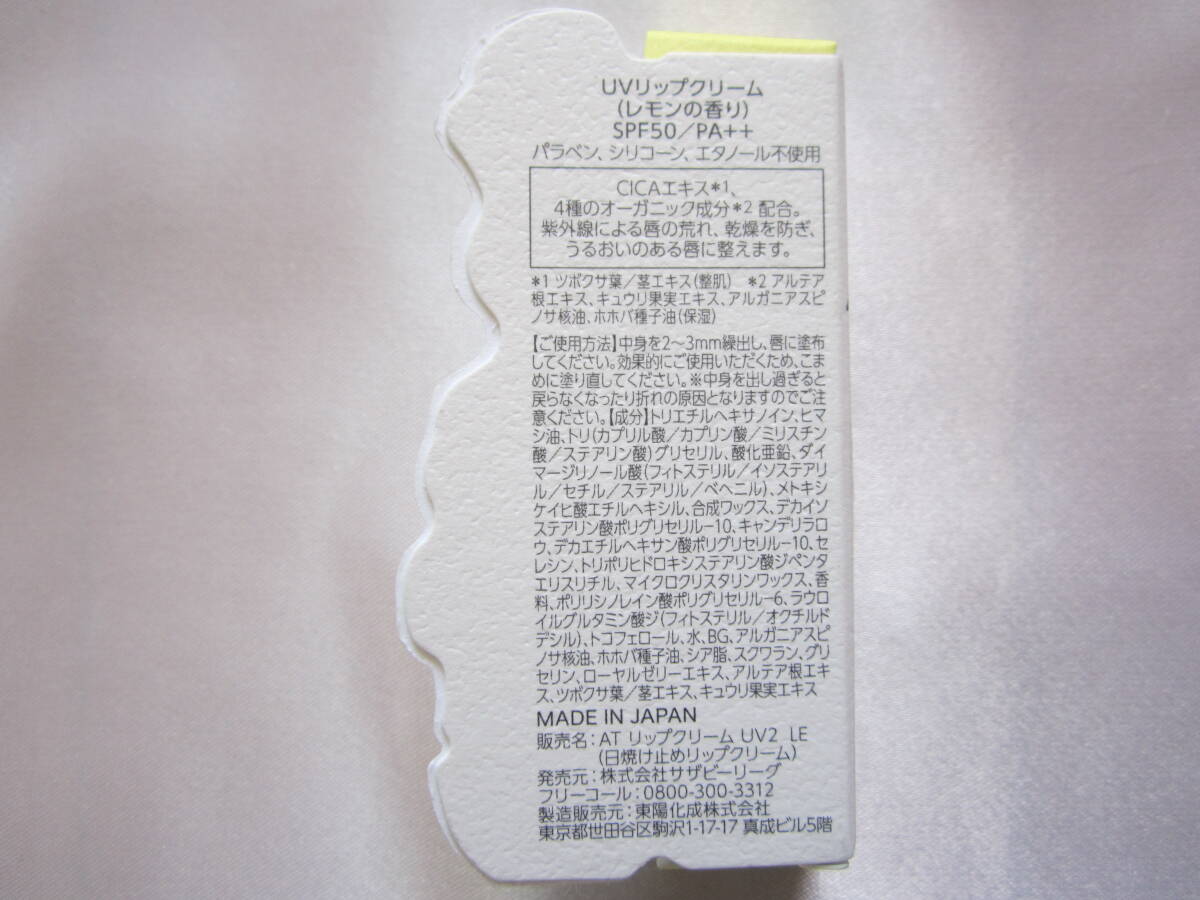 UVリップクリーム
(レモンの香り)
SPF50／PA++
パラベン、シリコーン、エタノール不使用
CICAエキス*1、
4種のオーガニック成分*2 配合。
紫外線による唇の荒れ、乾燥を防ぎ、
うるおいのある唇に整えます。
*1 ツボクサ葉／茎エキス(整肌) *2 アルテア
根エキス、キュウリ果実エキス、アルガニアスピ
ノサ核油、ホホバ種子油(保湿)
【ご使用方法】中身を2〜3mm繰出し、唇に塗布
してください。効果的にご使用いただくため、こま
めに塗り直してください。※中身を出し過ぎると
戻らなくなったり折れの原因となりますのでご注
意ください。【成分】トリエチルヘキサノイン、ヒマ
シ油、トリ(カプリル酸／カプリン酸／ミリスチン
酸／ステアリン酸)グリセリル、酸化亜鉛、ダイ
マージリノール酸(フィトステリル／イソステアリ
ル／セチル／ステアリル／ベヘニル)、メトキシ
ケイヒ酸エチルヘキシル、合成ワックス、デカイソ
ステアリン酸ポリグリセリル-10、キャンデリラロ
ウ、デカエチルヘキサン酸ポリグリセリル-10、セ
レシン、トリポリヒドロキシステアリン酸ジペンタ
エリスリチル、マイクロクリスタリンワックス、香
料、ポリリシノレイン酸ポリグリセリル-6、ラウロ
イルグルタミン酸ジ(フィトステリル／オクチルド
デシル)、トコフェロール、水、BG、アルガニアスピ
ノサ核油、ホホバ種子油、シア脂、スクワラン、グリ
セリン、ローヤルゼリーエキス、アルテア根エキ
ス、ツボクサ葉／茎エキス、キュウリ果実エキス
MADE IN JAPAN
販売名：AT リップクリーム UV2 LE
(日焼け止めリップクリーム)
発売元：株式会社サザビーリーグ
フリーコール：0800-300-3312
製造販売元：東陽化成株式会社
東京都世田谷区駒沢1-17-17 真成ビル5階